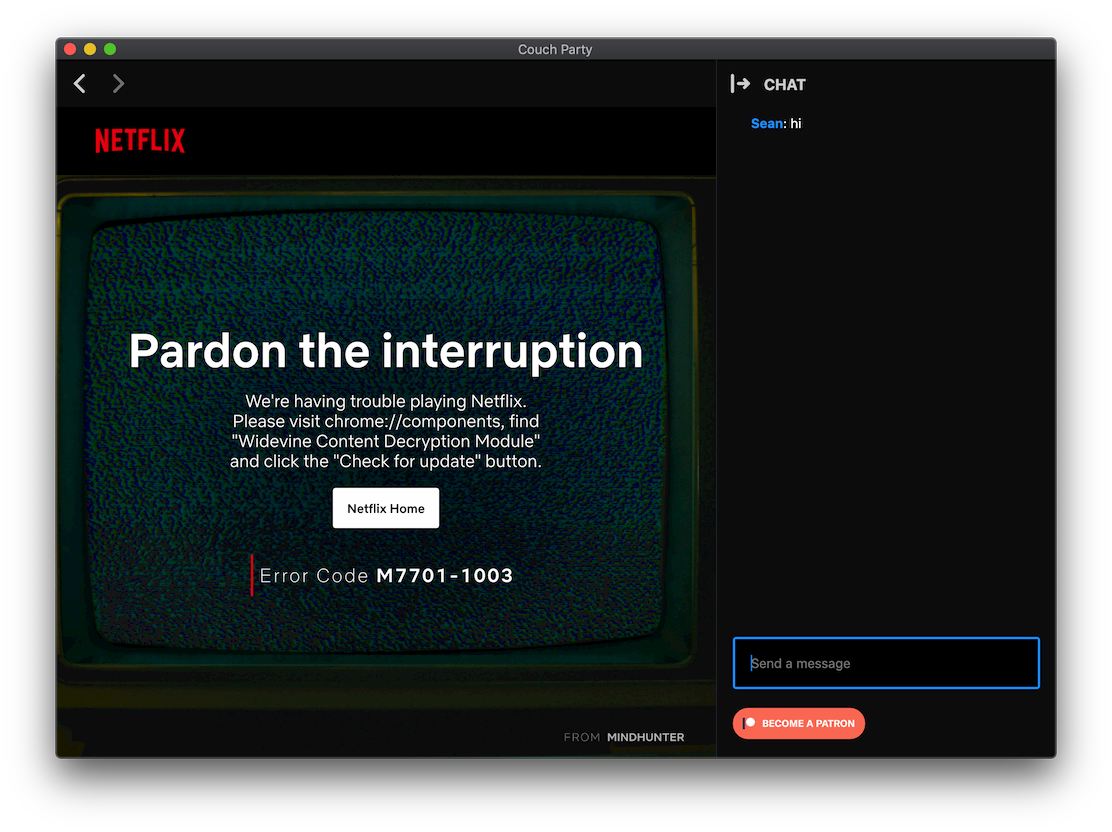 Couch Party
NETFLIX
Pardon the interruption
We're having trouble playing Netflix.
Please visit chrome://components, find
"Widevine Content Decryption Module"
and click the "Check for update" button.
Netflix Home
Error Code M7701-1003
FROM MINDHUNTER
CHAT
Sean: hi
Send a message
BECOME A PATRON